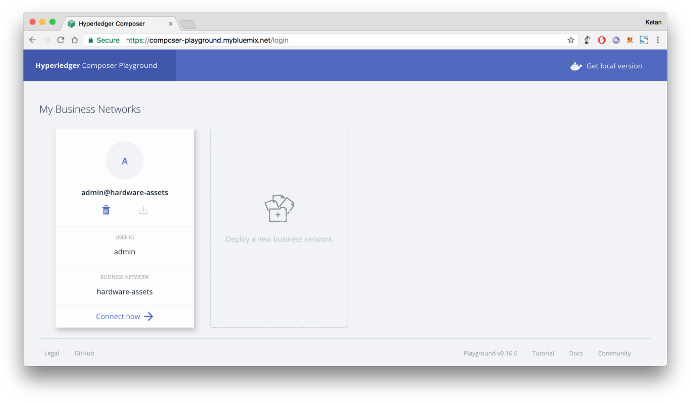 Hyperledger Composer
Ketan
Secure
https://composer-playground.mybluemix.net/login
Hyperledger Composer Playground
Get local version
My Business Networks
A
admin@hardware-assets
USER ID
admin
BUSINESS NETWORK
hardware-assets
Connect now
Deploy a new business network
Legal
GitHub
Playground v0.16.0
Tutorial
Docs
Community